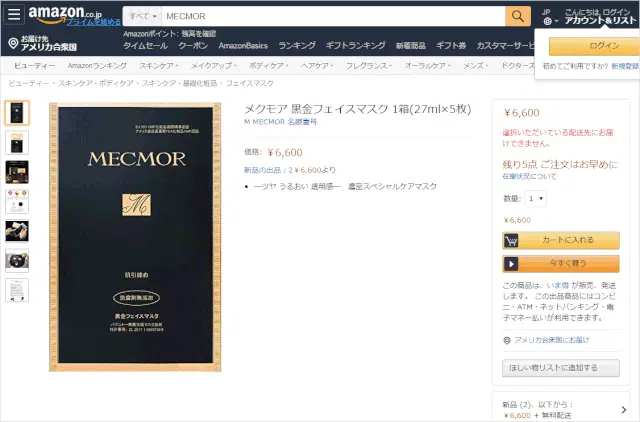 amazon.co.jp
プライムを始める
すべて
MECMOR
JP
こんにちは, ログイン
アカウント&リスト
お届け先
アメリカ合衆国
Amazonポイント: 残高を確認
タイムセール クーポン AmazonBasics ランキング ギフトランキング 新着商品 ギフト券 カスタマーサービ
ログイン
初めてご利用ですか? 新規登録
ビューティー Amazonランキング スキンケア・ メイクアップ・ ボディケア・ ヘアケア・ フレグランス・ オーラルケア・ メンズ・ ドクターズ
ビューティー › スキンケア・ボディケア › スキンケア・基礎化粧品 › フェイスマスク
MECMOR
M
肌引締め
防腐剤無添加
黒金フェイスマスク
メクモア 黒金フェイスマスク 1箱(27ml×5枚)
M MECMOR
価格: ¥6,600
新品の出品:2¥6,600より
一ツヤ うるおい 透明感一 濃密スペシャルケアマスク
¥6,600
選択いただいている配送先にお届
けできません。
残り5点 ご注文はお早めに
在庫状況について
数量: 1
¥6,600
カートに入れる
今すぐ買う
この商品は、いま得 が販売、発送
します。 この出品商品にはコンビ
ニ・ATM・ネットバンキング・電
子マネー払いが利用できます。
アメリカ合衆国にお届け
ほしい物リストに追加する
新品 (2)、以下から :
¥6,600 + 無料配送